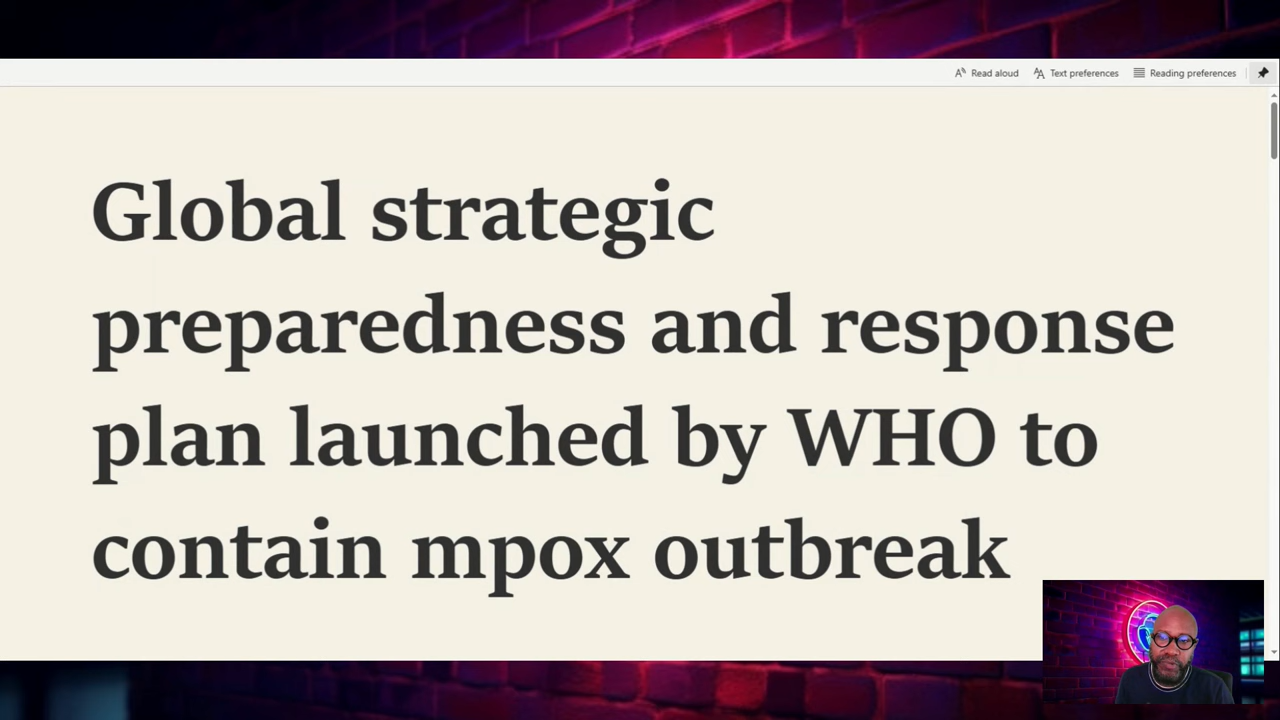 Read aloud Text preferences Reading preferences
Global strategic
preparedness and response
plan launched by WHO to
contain mpox outbreak